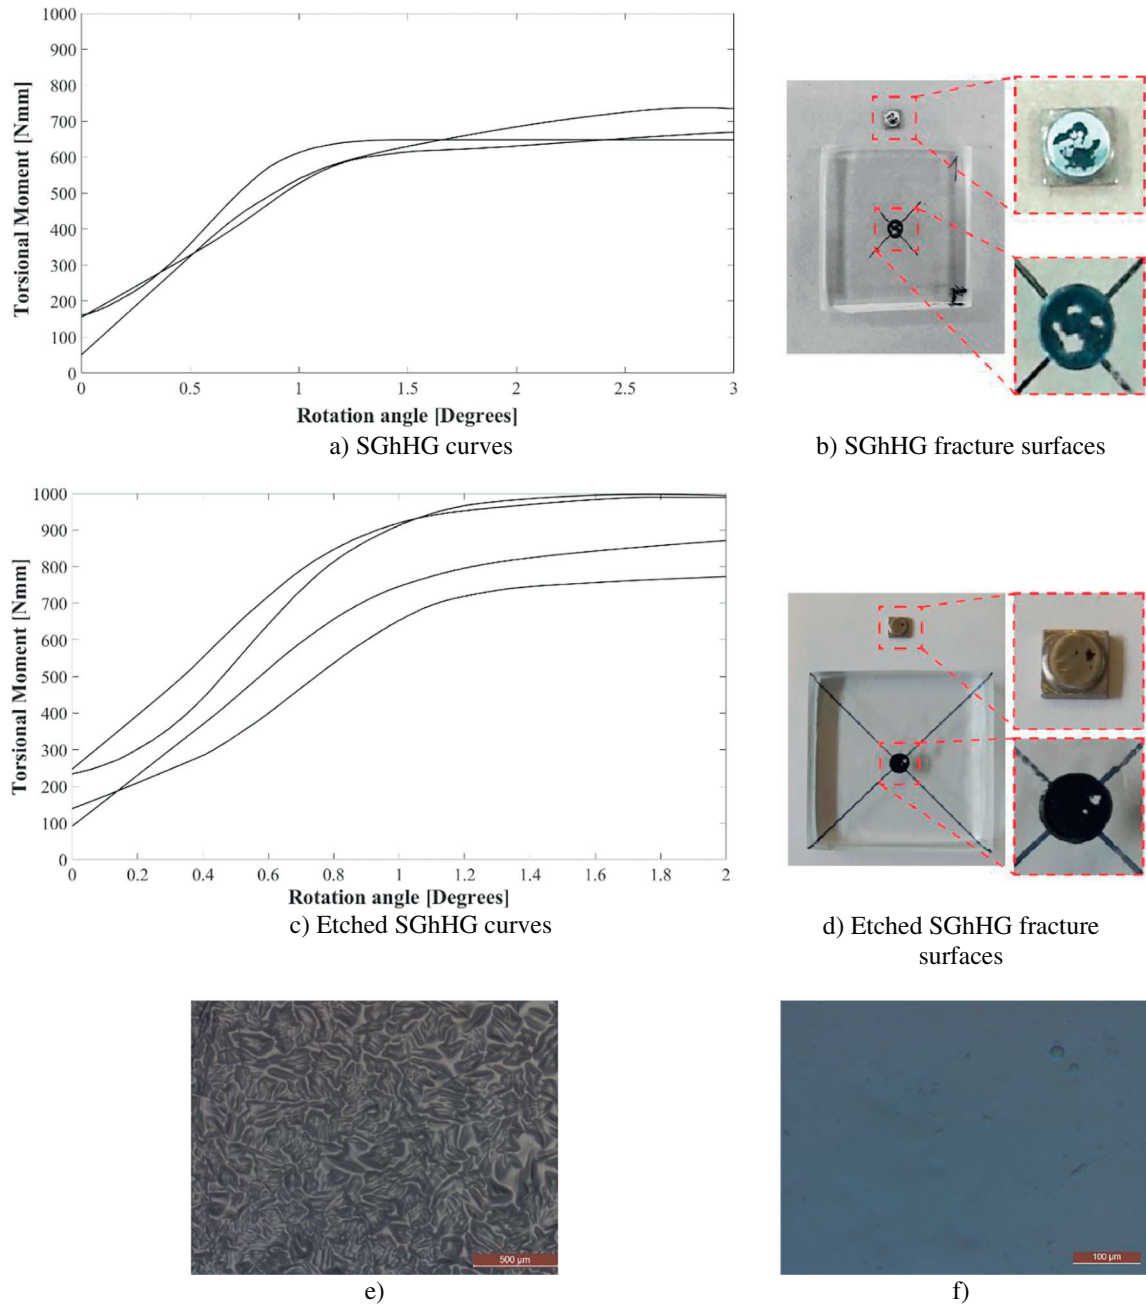 1000
900
800
700
600
500
400
300
200
100
0
Torsional Moment [Nmm]
0 0.5 1 1.5 2 2.5 3
Rotation angle [Degrees]
a) SGhHG curves
b) SGhHG fracture surfaces
1000
900
800
700
600
500
400
300
200
100
0
Torsional Moment [Nmm]
0 0.2 0.4 0.6 0.8 1 1.2 1.4 1.6 1.8 2
Rotation angle [Degrees]
c) Etched SGhHG curves
d) Etched SGhHG fracture
surfaces
500 µm
100 µm
e)
f)